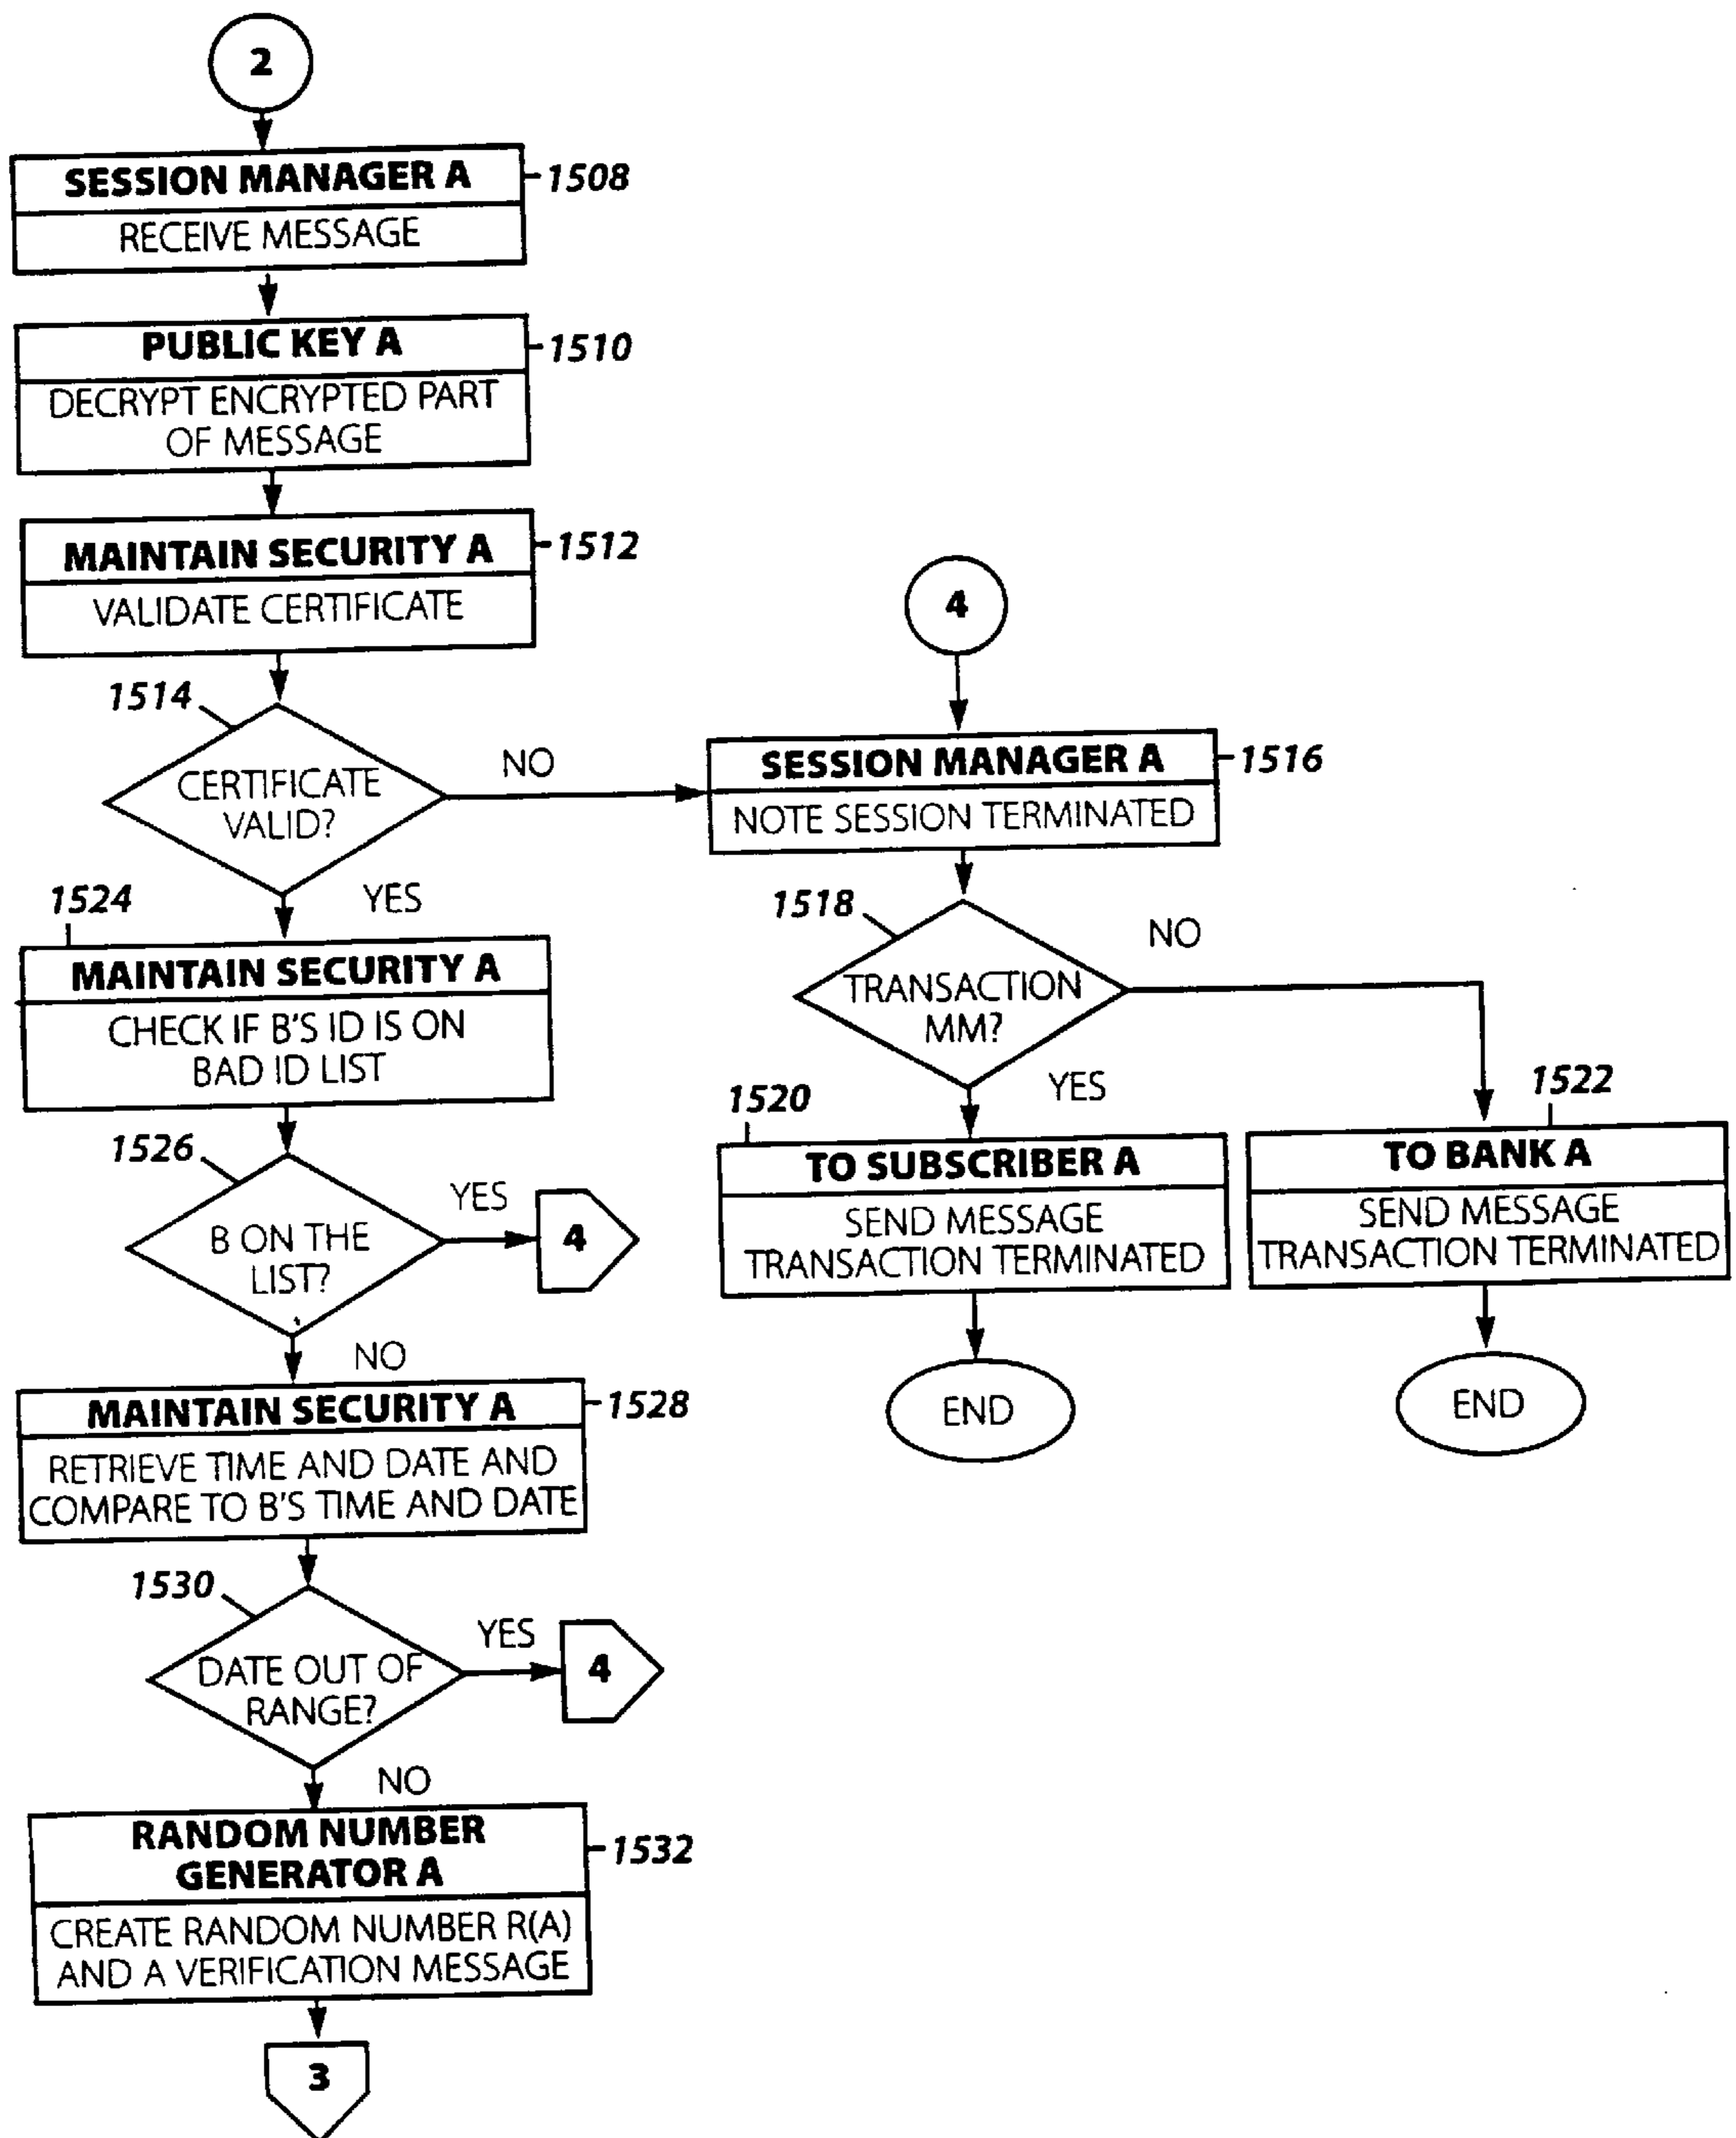 2
SESSION MANAGER A
1508
RECEIVE MESSAGE
PUBLIC KEY A
1510
DECRYPT ENCRYPTED PART
OF MESSAGE
MAINTAIN SECURITY A
1512
VALIDATE CERTIFICATE
1514
CERTIFICATE
VALID?
NO
YES
4
SESSION MANAGER A
1516
NOTE SESSION TERMINATED
1518
TRANSACTION
MM?
NO
YES
1520
TO SUBSCRIBER A
SEND MESSAGE
TRANSACTION TERMINATED
END
1522
TO BANK A
SEND MESSAGE
TRANSACTION TERMINATED
END
1524
MAINTAIN SECURITY A
CHECK IF B'S ID IS ON
BAD ID LIST
1526
B ON THE
LIST?
YES
4
NO
MAINTAIN SECURITY A
1528
RETRIEVE TIME AND DATE AND
COMPARE TO B'S TIME AND DATE
1530
DATE OUT OF
RANGE?
YES
4
NO
RANDOM NUMBER
GENERATOR A
1532
CREATE RANDOM NUMBER R(A)
AND A VERIFICATION MESSAGE
3